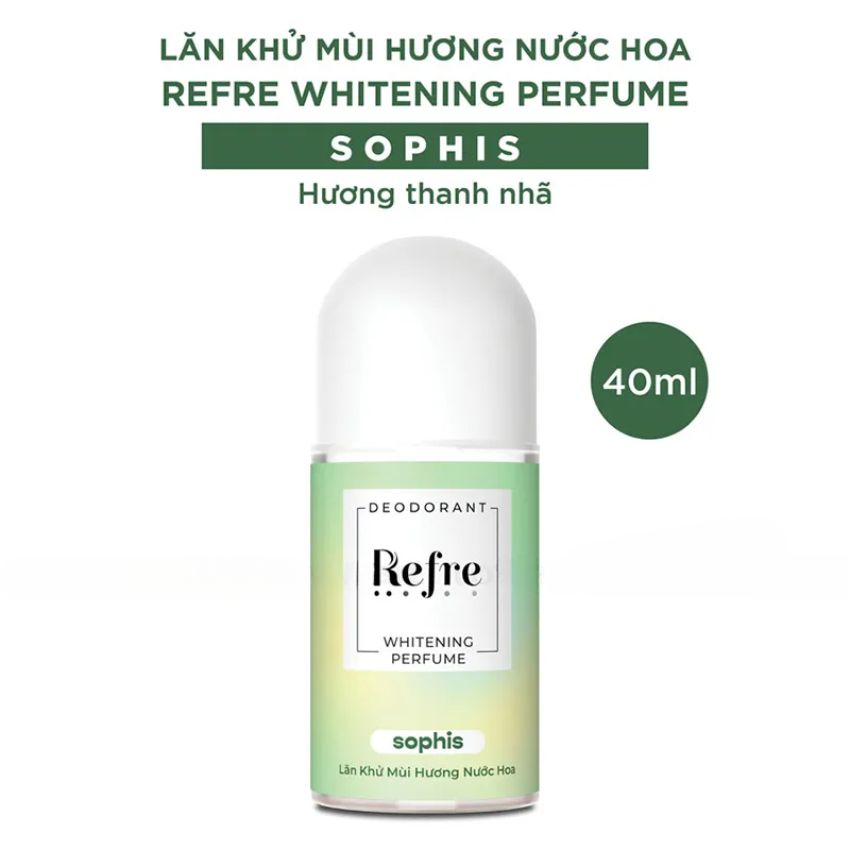 LĂN KHỬ MÙI HƯƠNG NƯỚC HOA
REFRE WHITENING PERFUME
SOPHIS
Hương thanh nhã
40ml
DEODORANT
Refre
WHITENING
PERFUME
sophis
Lăn Khử Mùi Hương Nước Hoa